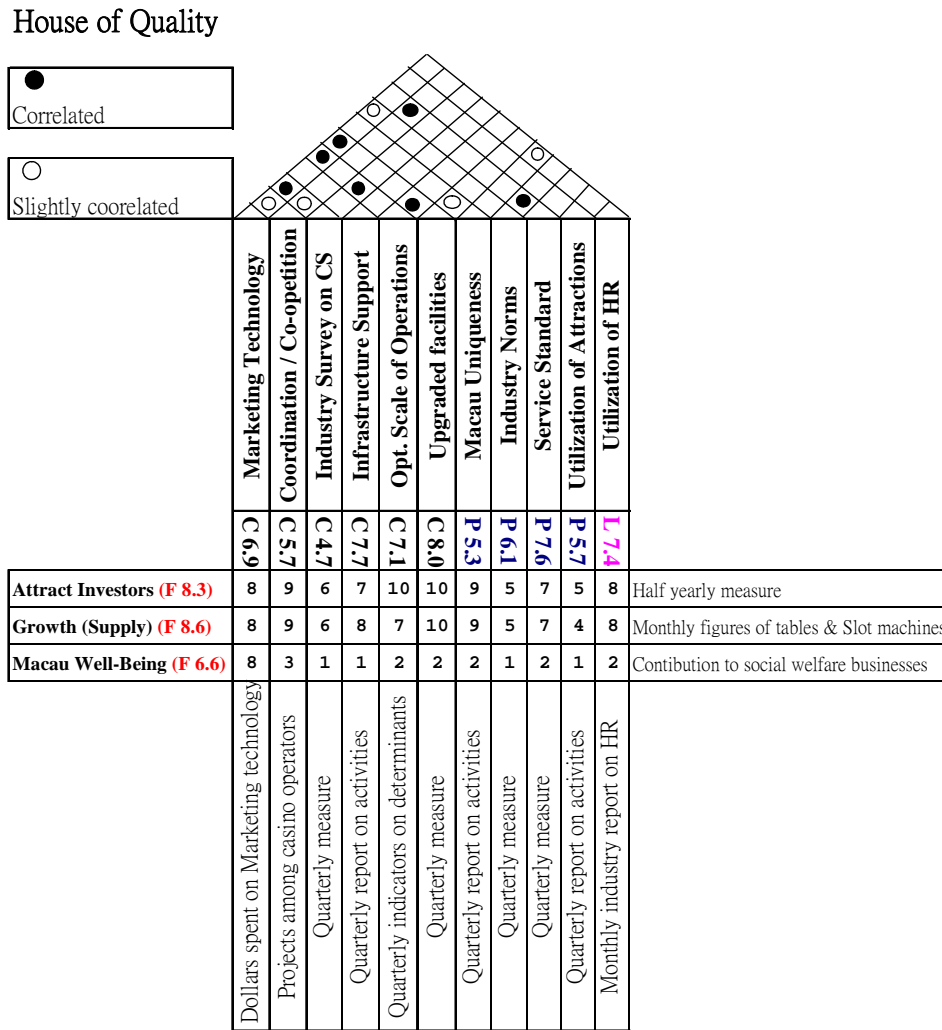 House of Quality
Correlated
Slightly coorelated
Marketing Technology
Coordination / Co-opetition
Industry Survey on CS
Infrastructure Support
Opt. Scale of Operations
Upgraded facilities
Macau Uniqueness
Industry Norms
Service Standard
Utilization of Attractions
Utilization of HR
C 6.9
C 5.7
C 4.7
C 7.7
C 7.1
C 8.0
P 5.3
P 6.1
P 7.6
P 5.7
L 7.4
Attract Investors (F 8.3) 8 9 6 7 10 10 9 5 7 5 8 Half yearly measure
Growth (Supply) (F 8.6) 8 9 6 8 7 10 9 5 7 4 8 Monthly figures of tables & Slot machines
Macau Well-Being (F 6.6) 8 3 1 1 2 2 2 1 2 1 2 Contibution to social welfare businesses
Dollars spent on Marketing technology
Projects among casino operators
Quarterly measure
Quarterly report on activities
Quarterly indicators on determinants
Quarterly measure
Quarterly report on activities
Quarterly measure
Quarterly measure
Quarterly report on activities
Monthly industry report on HR